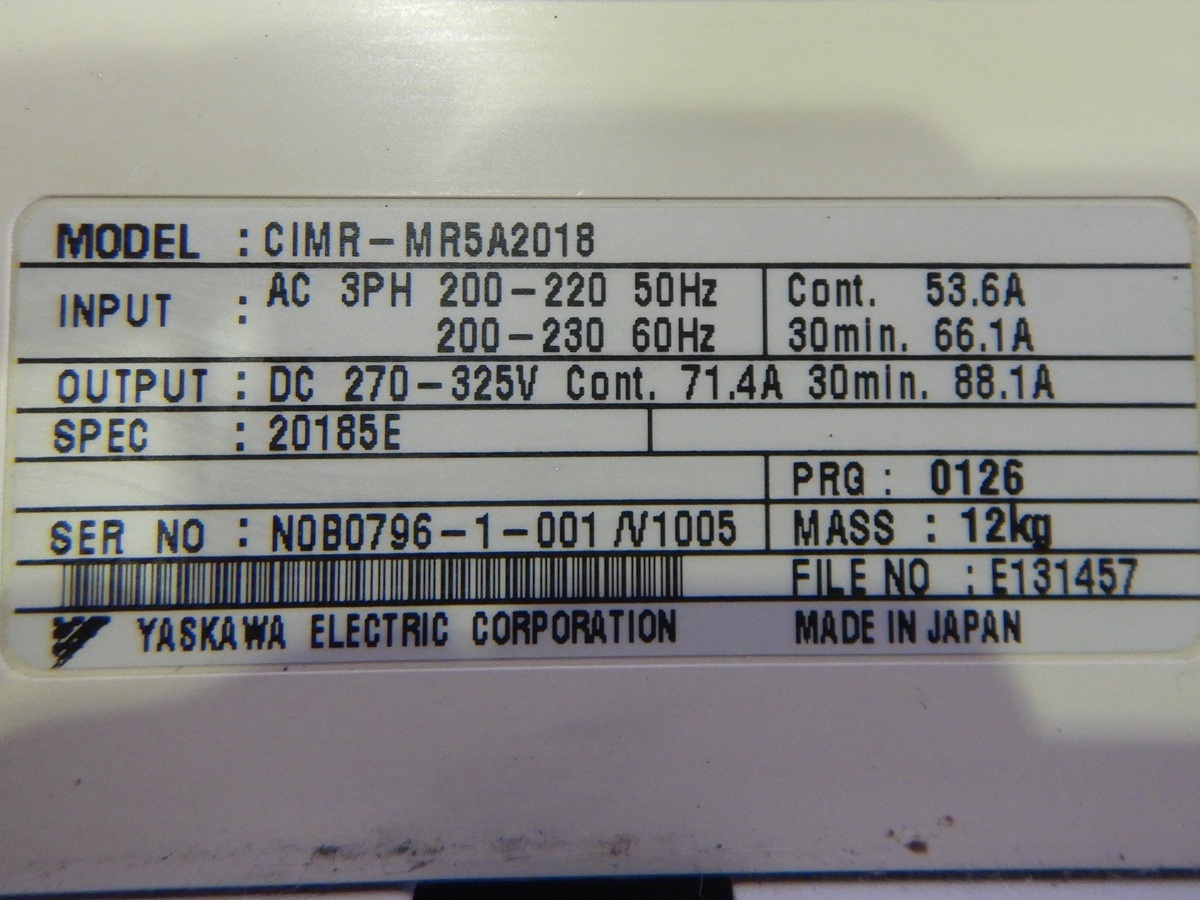 MODEL : CIMR-MR5A2018
INPUT : AC 3PH 200-220 50Hz Cont. 53.6A
200-230 60Hz 30min. 66.1A
OUTPUT : DC 270-325V Cont. 71.4A 30min. 88.1A
SPEC : 20185E
PRG : 0126
SER NO : N0B0796-1-001 /V1005 MASS : 12kg
FILE NO : E131457
YASKAWA ELECTRIC CORPORATION MADE IN JAPAN